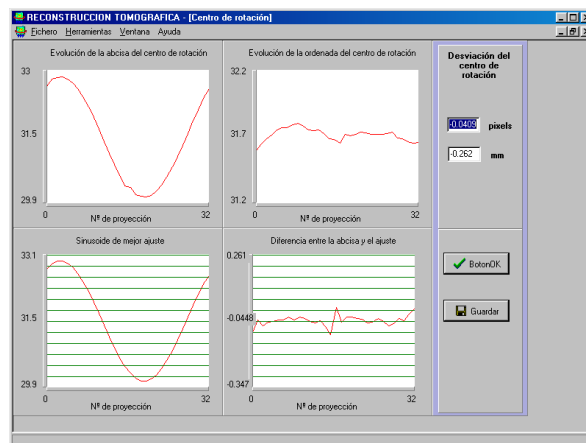 RECONSTRUCCION TOMOGRAFICA - [Centro de rotación]
Fichero Herramientas Ventana Ayuda
Evolución de la abcisa del centro de rotación
33
31.5
29.9
0
32
Nº de proyección
Evolución de la ordenada del centro de rotación
32.2
31.7
31.2
0
32
Nº de proyección
Desviación del
centro de
rotación
-0.0409 pixels
-0.262 mm
Sinusoide de mejor ajuste
33.1
31.5
29.9
0
32
Nº de proyección
Diferencia entre la abcisa y el ajuste
0.261
-0.0448
-0.347
0
32
Nº de proyección
BotonOK
Guardar